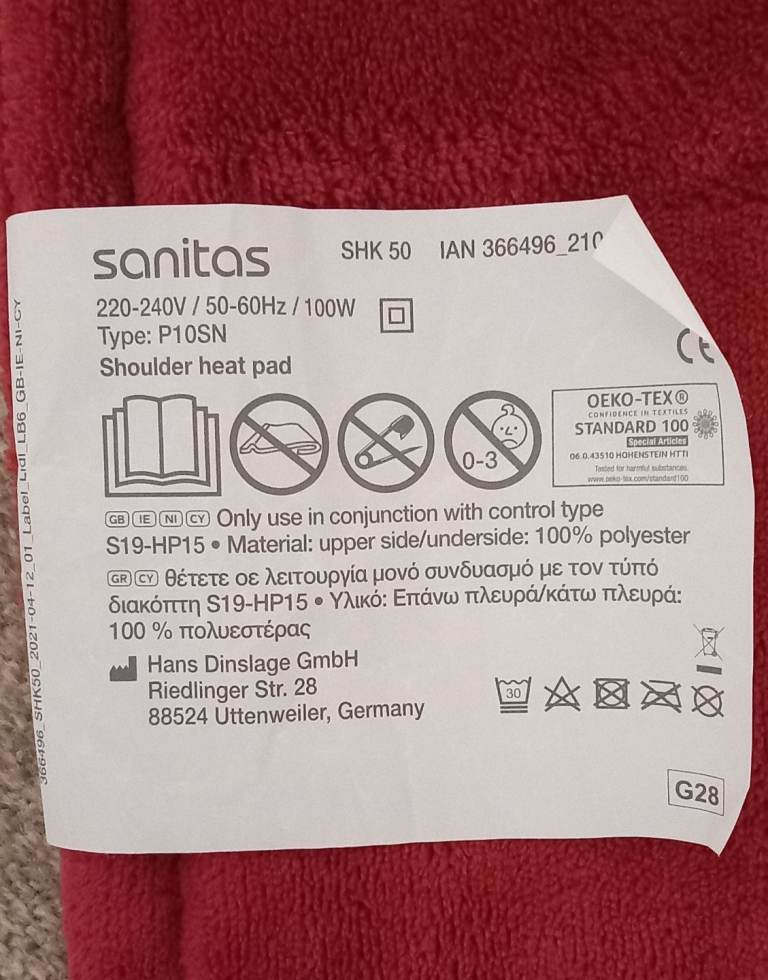 sanitas SHK 50 IAN 366496_210
220-240V / 50-60Hz / 100W
Type: P10SN
Shoulder heat pad
CE
0-3
OEKO-TEX®
CONFIDENCE IN TEXTILES
STANDARD 100
Special Articles
06.0.43510 HOHENSTEIN HTTI
Tested for harmful substances.
www.oeko-tex.com/standard100
GB IE NI CY Only use in conjunction with control type
S19-HP15 • Material: upper side/underside: 100% polyester
GR CY θέτετε σε λειτουργία μονό συνδυασμό με τον τύπό
διακόπτη S19-HP15 • Υλικό: Επάνω πλευρά/κάτω πλευρά:
100 % πολυεστέρας
Hans Dinslage GmbH
Riedlinger Str. 28
88524 Uttenweiler, Germany
30
G28
366496_SHK50_2021-04-12_01_Label_Lidl_LB6_GB-IE-NI-CY